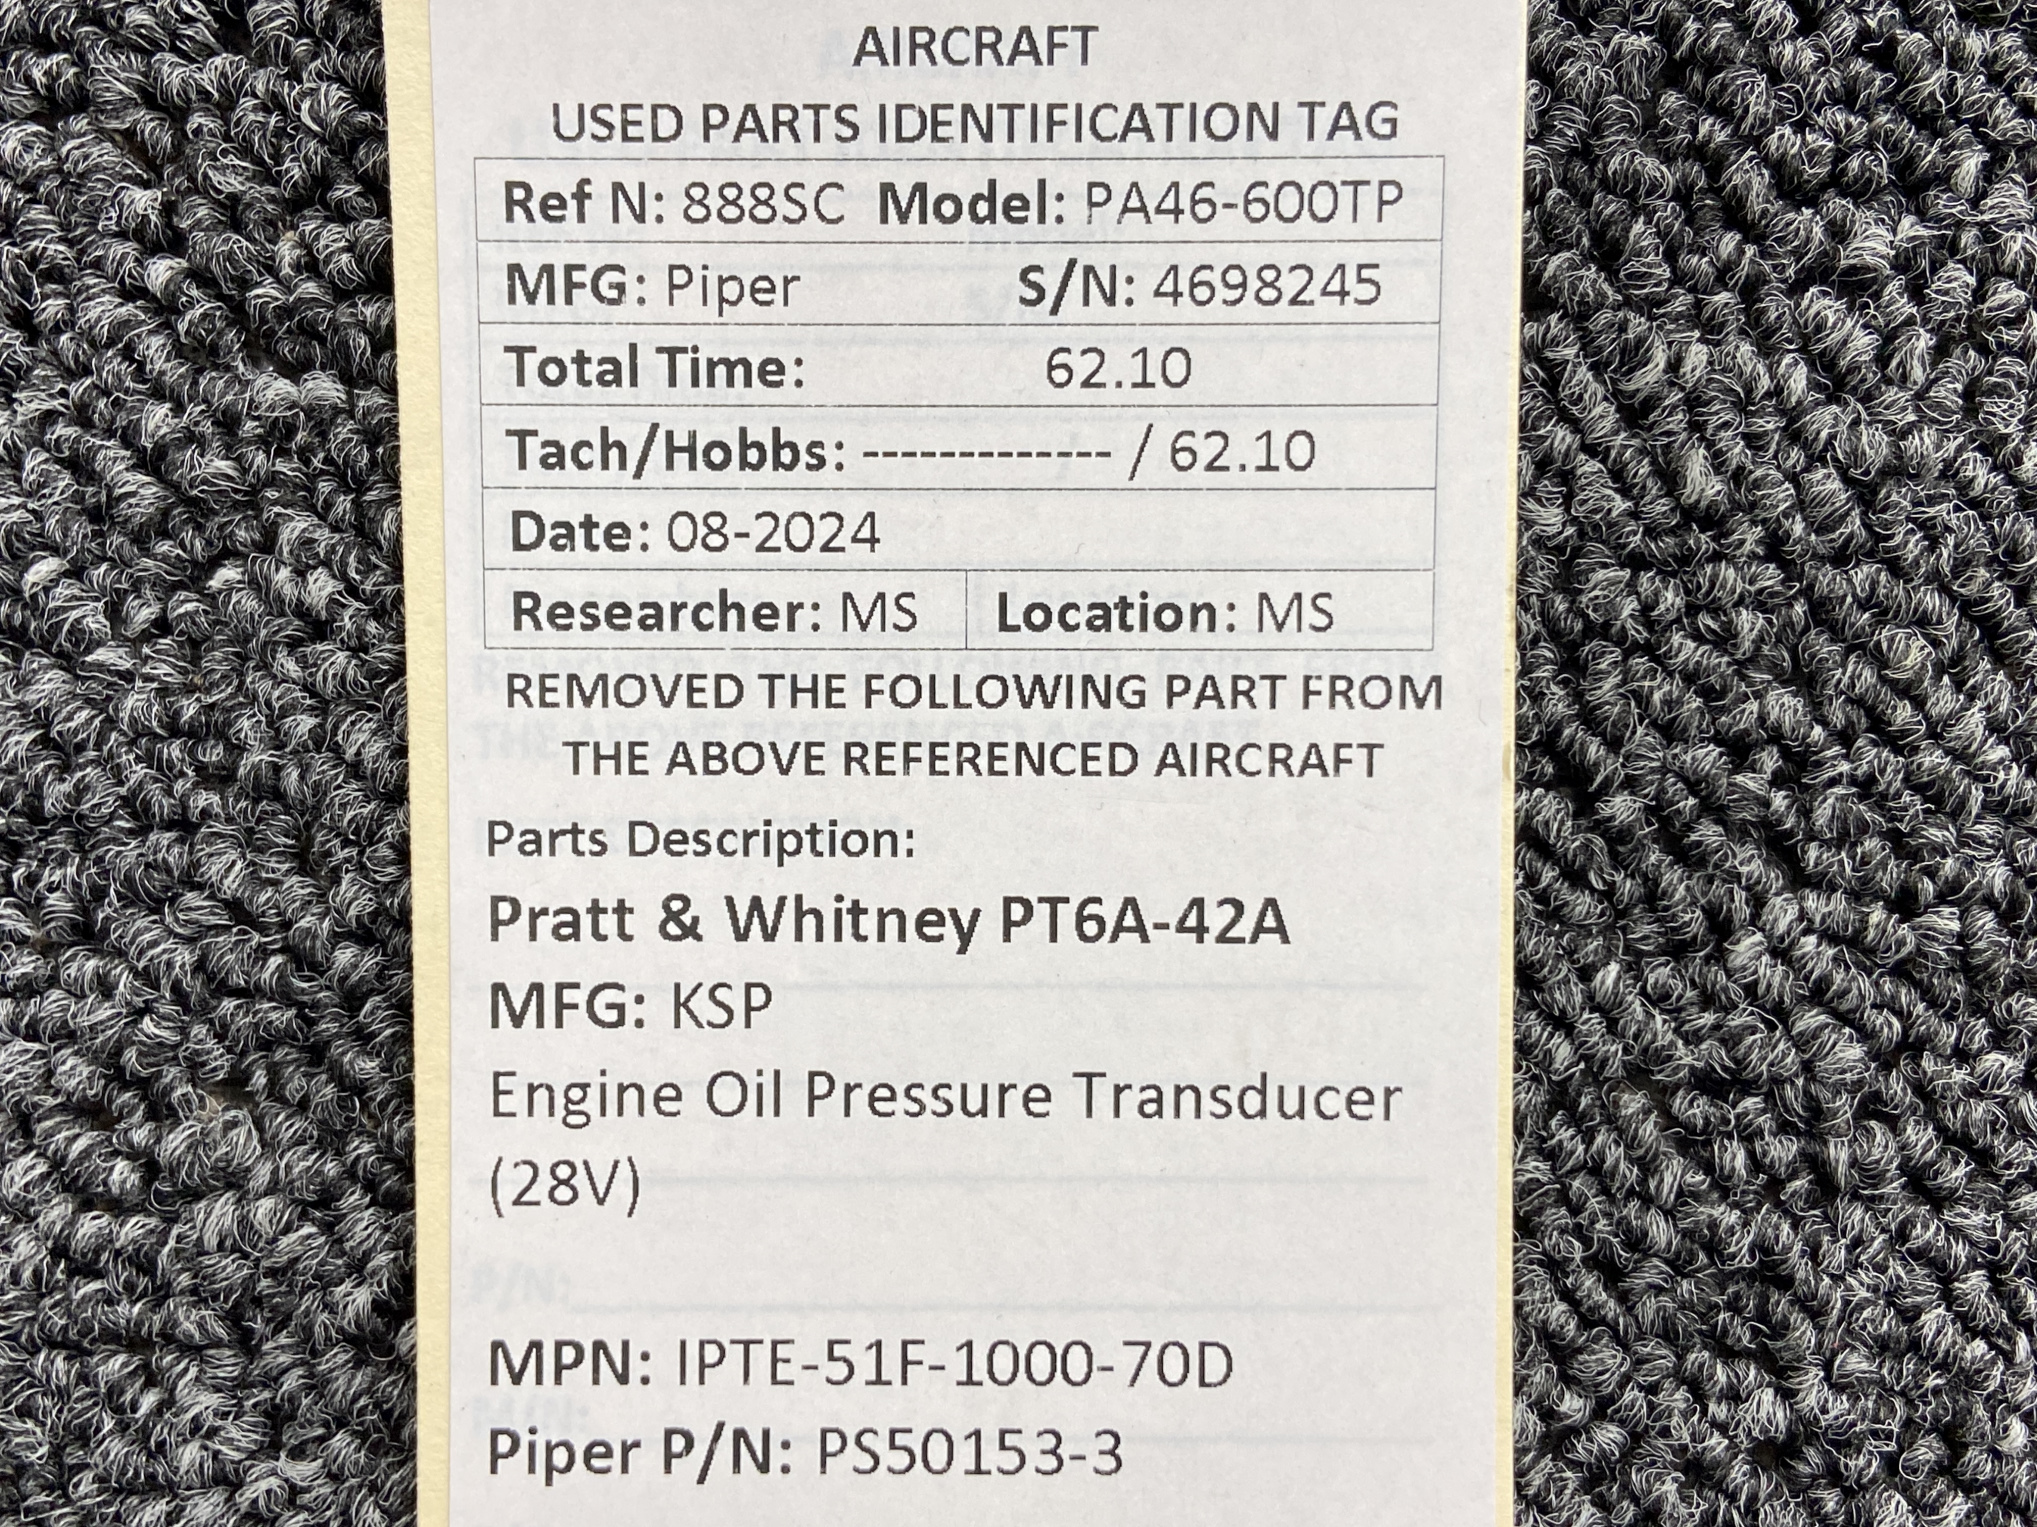 AIRCRAFT
USED PARTS IDENTIFICATION TAG
Ref N: 888SC Model: PA46-600TP
MFG: Piper S/N: 4698245
Total Time: 62.10
Tach/Hobbs: ------------- / 62.10
Date: 08-2024
Researcher: MS Location: MS
REMOVED THE FOLLOWING PART FROM
THE ABOVE REFERENCED AIRCRAFT
Parts Description:
Pratt & Whitney PT6A-42A
MFG: KSP
Engine Oil Pressure Transducer
(28V)
MPN: IPTE-51F-1000-70D
Piper P/N: PS50153-3